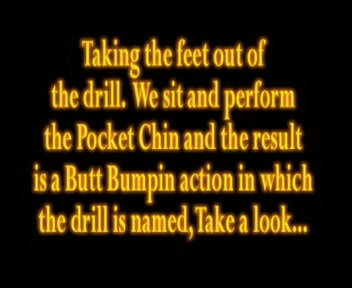 Taking the feet out of
the drill. We sit and perform
the Pocket Chin and the result
is a Butt Bumpin action in which
the drill is named,Take a look...